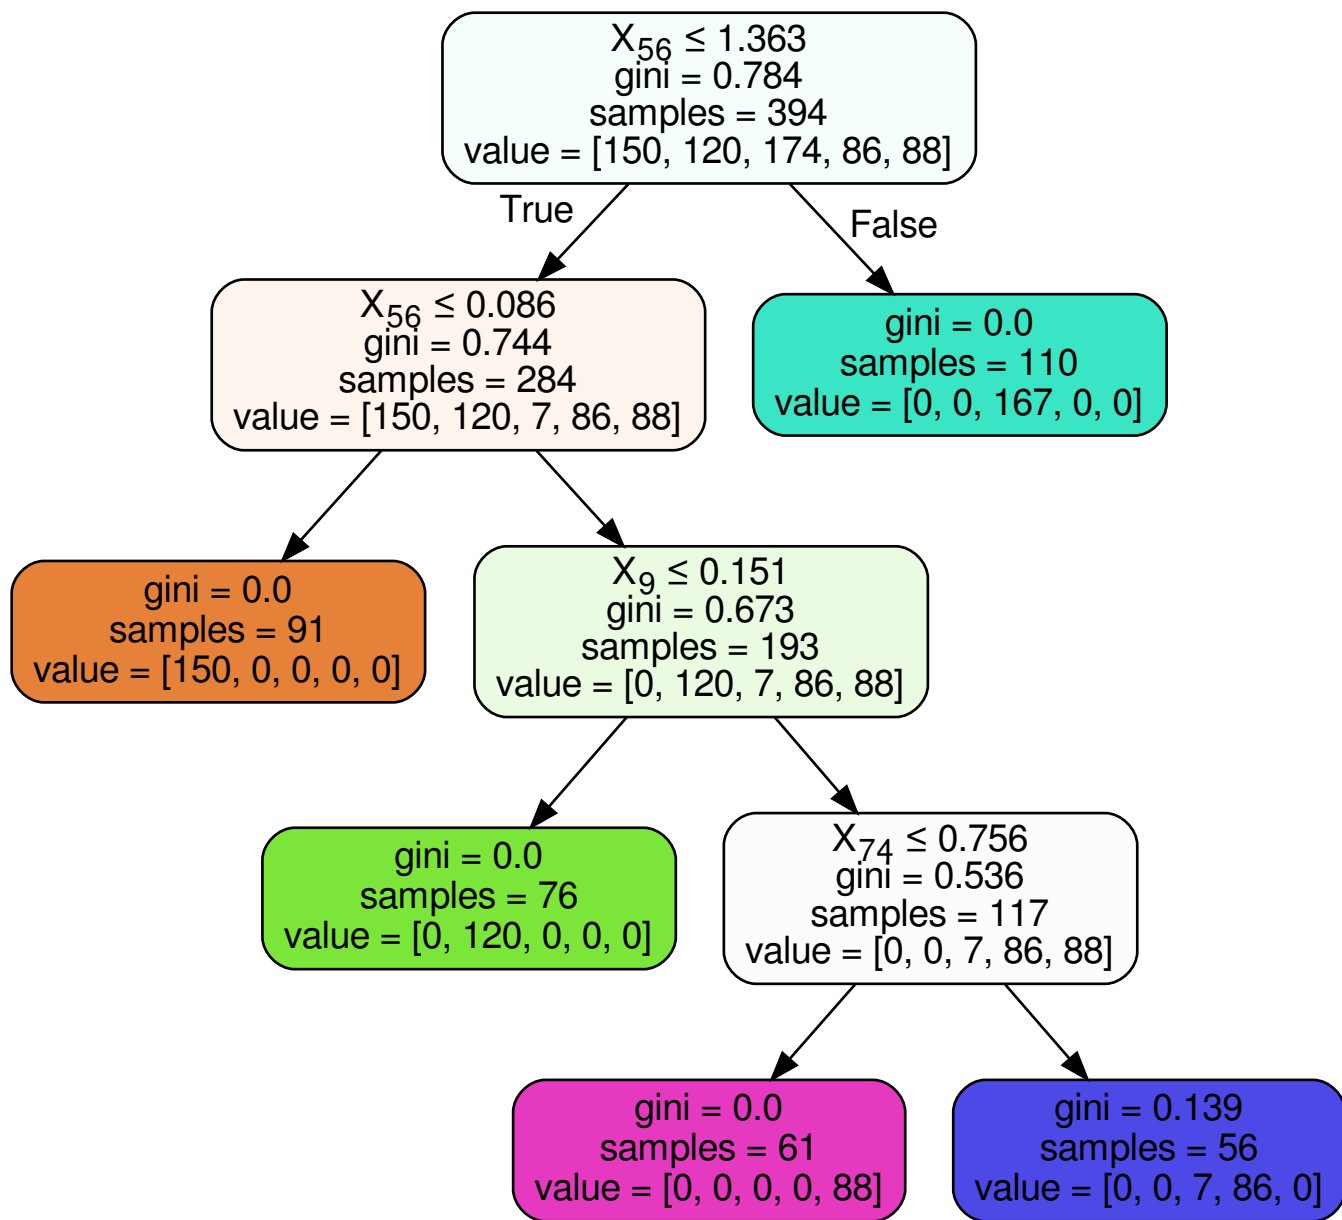 X₅₆ ≤ 1.363
gini = 0.784
samples = 394
value = [150, 120, 174, 86, 88]
True
False
X₅₆ ≤ 0.086
gini = 0.744
samples = 284
value = [150, 120, 7, 86, 88]
gini = 0.0
samples = 110
value = [0, 0, 167, 0, 0]
gini = 0.0
samples = 91
value = [150, 0, 0, 0, 0]
X₉ ≤ 0.151
gini = 0.673
samples = 193
value = [0, 120, 7, 86, 88]
gini = 0.0
samples = 76
value = [0, 120, 0, 0, 0]
X₇₄ ≤ 0.756
gini = 0.536
samples = 117
value = [0, 0, 7, 86, 88]
gini = 0.0
samples = 61
value = [0, 0, 0, 0, 88]
gini = 0.139
samples = 56
value = [0, 0, 7, 86, 0]